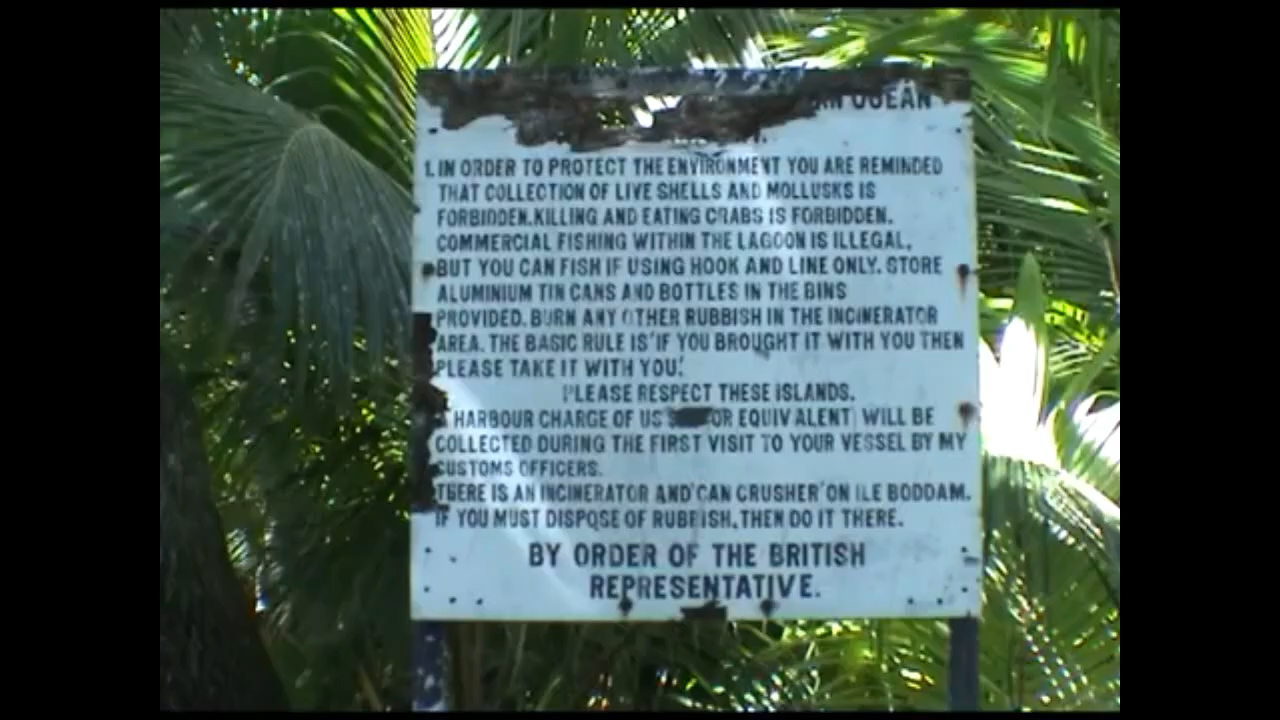 AN OCEAN
1. IN ORDER TO PROTECT THE ENVIRONMENT YOU ARE REMINDED
THAT COLLECTION OF LIVE SHELLS AND MOLLUSKS IS
FORBIDDEN. KILLING AND EATING CRABS IS FORBIDDEN.
COMMERCIAL FISHING WITHIN THE LAGOON IS ILLEGAL,
BUT YOU CAN FISH IF USING HOOK AND LINE ONLY. STORE
ALUMINIUM TIN CANS AND BOTTLES IN THE BINS
PROVIDED. BURN ANY OTHER RUBBISH IN THE INCINERATOR
AREA. THE BASIC RULE IS 'IF YOU BROUGHT IT WITH YOU THEN
PLEASE TAKE IT WITH YOU.'
PLEASE RESPECT THESE ISLANDS.
HARBOUR CHARGE OF US OR EQUIVALENT) WILL BE
COLLECTED DURING THE FIRST VISIT TO YOUR VESSEL BY MY
CUSTOMS OFFICERS.
THERE IS AN INCINERATOR AND 'CAN CRUSHER' ON ILE BODDAM.
IF YOU MUST DISPOSE OF RUBBISH, THEN DO IT THERE.
BY ORDER OF THE BRITISH
REPRESENTATIVE.